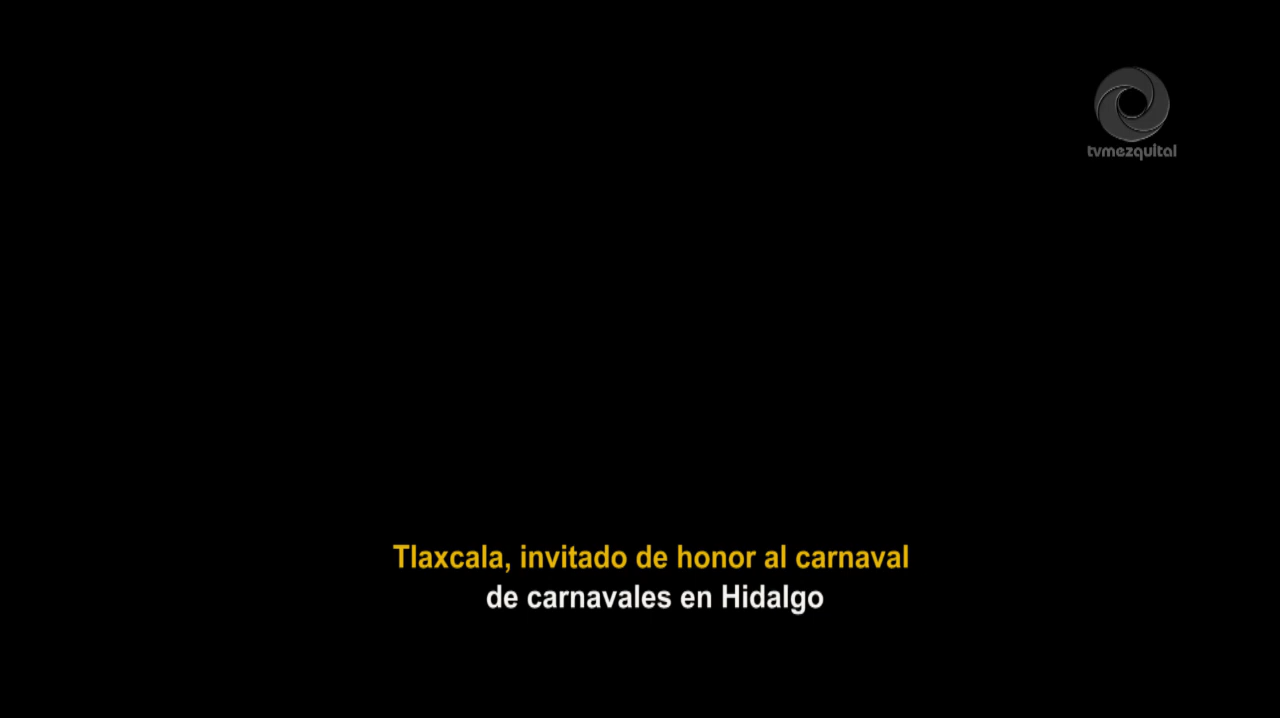 tvmezquital
Tlaxcala, invitado de honor al carnaval
de carnavales en Hidalgo